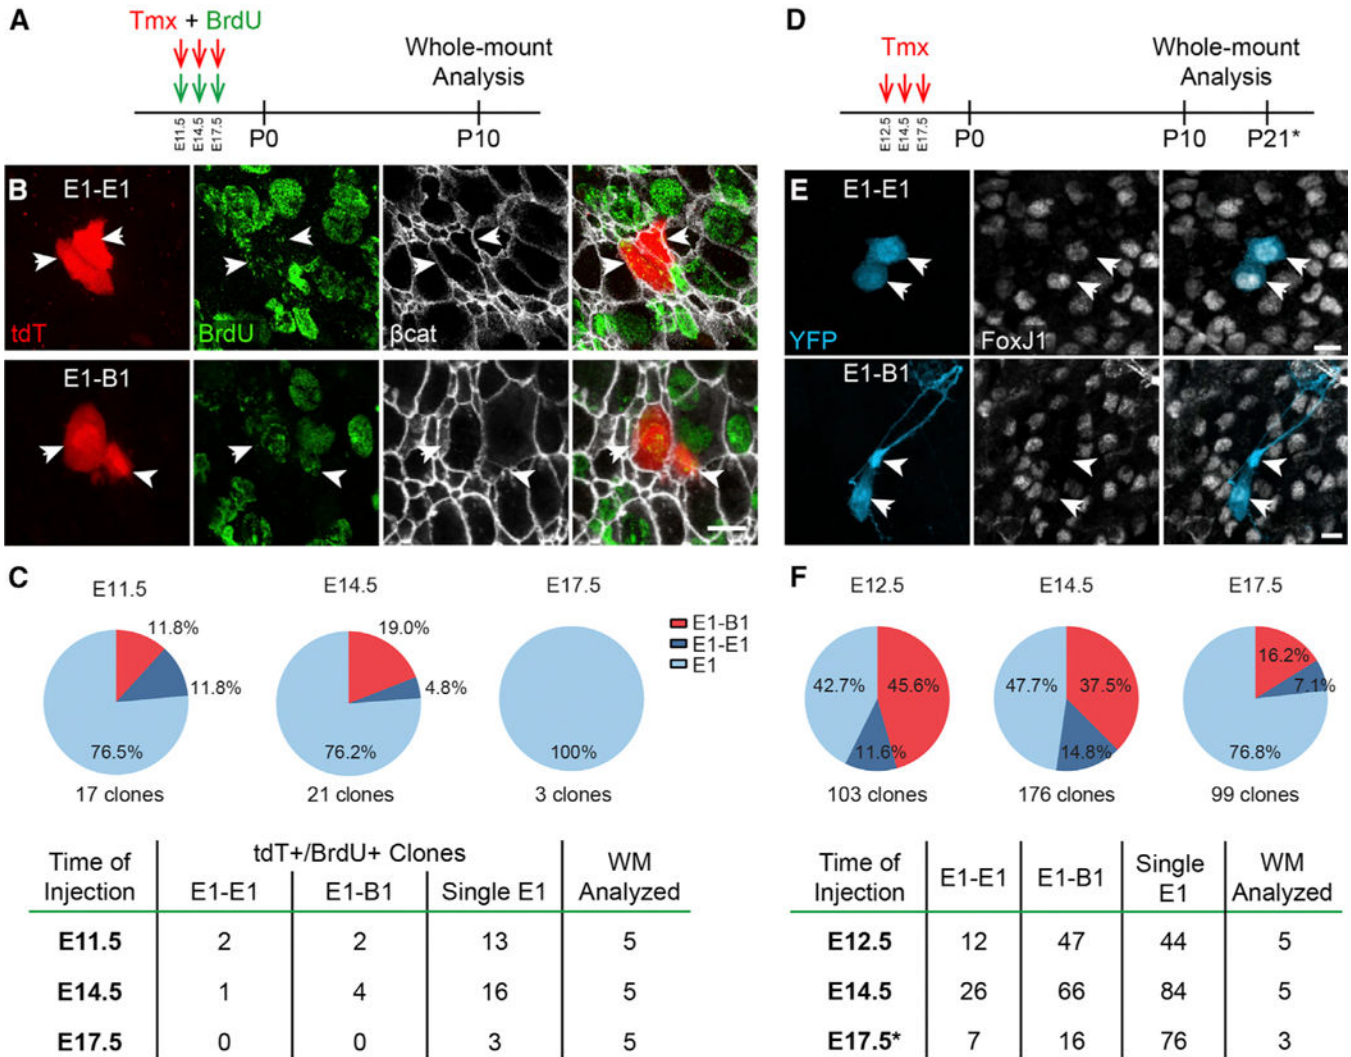 A
Tmx + BrdU
Whole-mount
Analysis
E11.5 E14.5 E17.5
P0 P10
B
E1-E1
tdT BrdU βcat
E1-B1
C
E11.5 E14.5 E17.5
11.8% 11.8% 76.5%
19.0% 4.8% 76.2%
100%
E1-B1
E1-E1
E1
17 clones 21 clones 3 clones
Time of Injection tdT+/BrdU+ Clones WM Analyzed
E1-E1 E1-B1 Single E1
E11.5 2 2 13 5
E14.5 1 4 16 5
E17.5 0 0 3 5
D
Tmx
Whole-mount
Analysis
E12.5 E14.5 E17.5
P0 P10 P21*
E
E1-E1
YFP FoxJ1
E1-B1
F
E12.5 E14.5 E17.5
42.7% 45.6% 11.6%
47.7% 37.5% 14.8%
16.2% 7.1% 76.8%
103 clones 176 clones 99 clones
Time of Injection E1-E1 E1-B1 Single E1 WM Analyzed
E12.5 12 47 44 5
E14.5 26 66 84 5
E17.5* 7 16 76 3